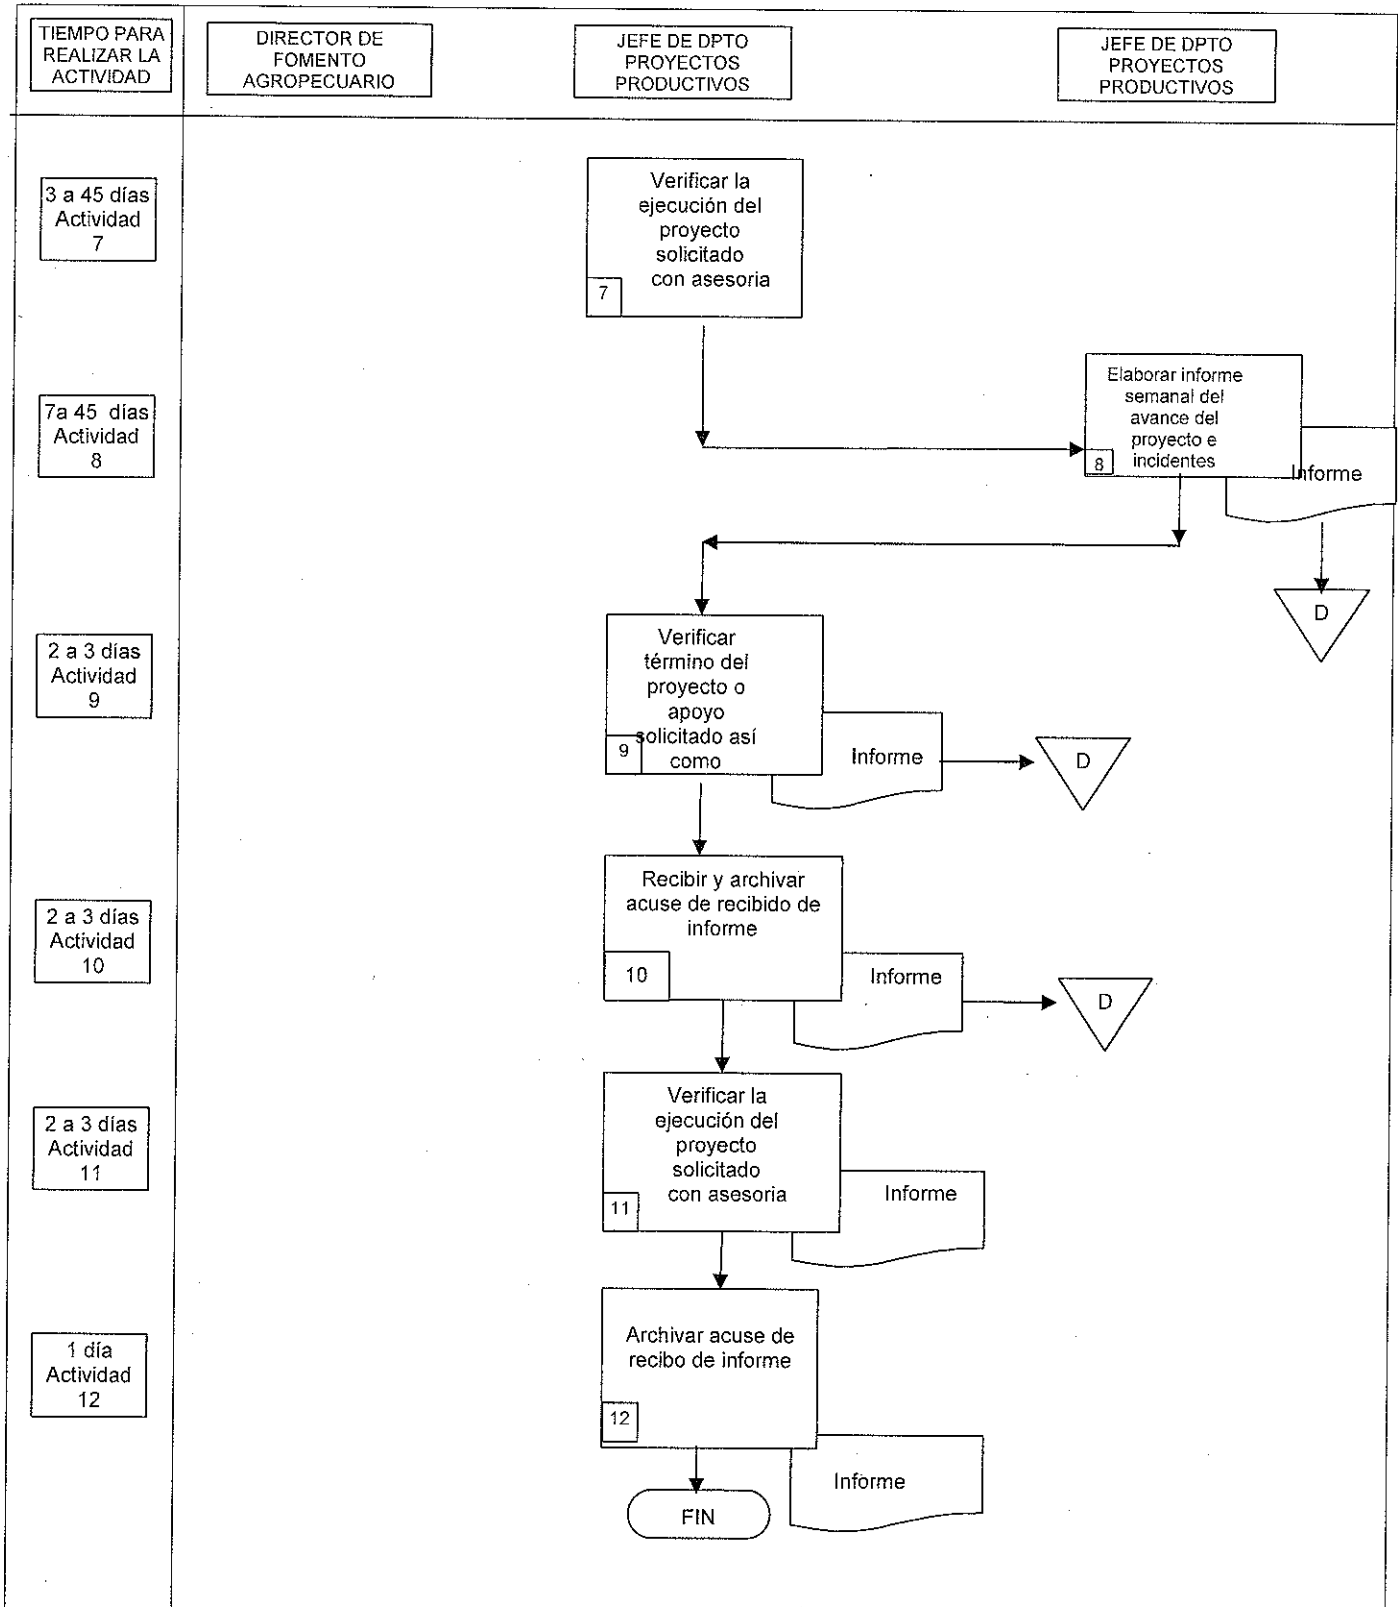 TIEMPO PARA
REALIZAR LA
ACTIVIDAD
DIRECTOR DE
FOMENTO
AGROPECUARIO
JEFE DE DPTO
PROYECTOS
PRODUCTIVOS
JEFE DE DPTO
PROYECTOS
PRODUCTIVOS
3 a 45 días
Actividad
7
Verificar la
ejecución del
proyecto
solicitado
con asesoria
7
7a 45 días
Actividad
8
Elaborar informe
semanal del
avance del
proyecto e
incidentes
8
Informe
D
2 a 3 días
Actividad
9
Verificar
término del
proyecto o
apoyo
solicitado así
como
9
Informe
D
2 a 3 días
Actividad
10
Recibir y archivar
acuse de recibido de
informe
10
Informe
D
2 a 3 días
Actividad
11
Verificar la
ejecución del
proyecto
solicitado
con asesoria
11
Informe
1 día
Actividad
12
Archivar acuse de
recibo de informe
12
Informe
FIN